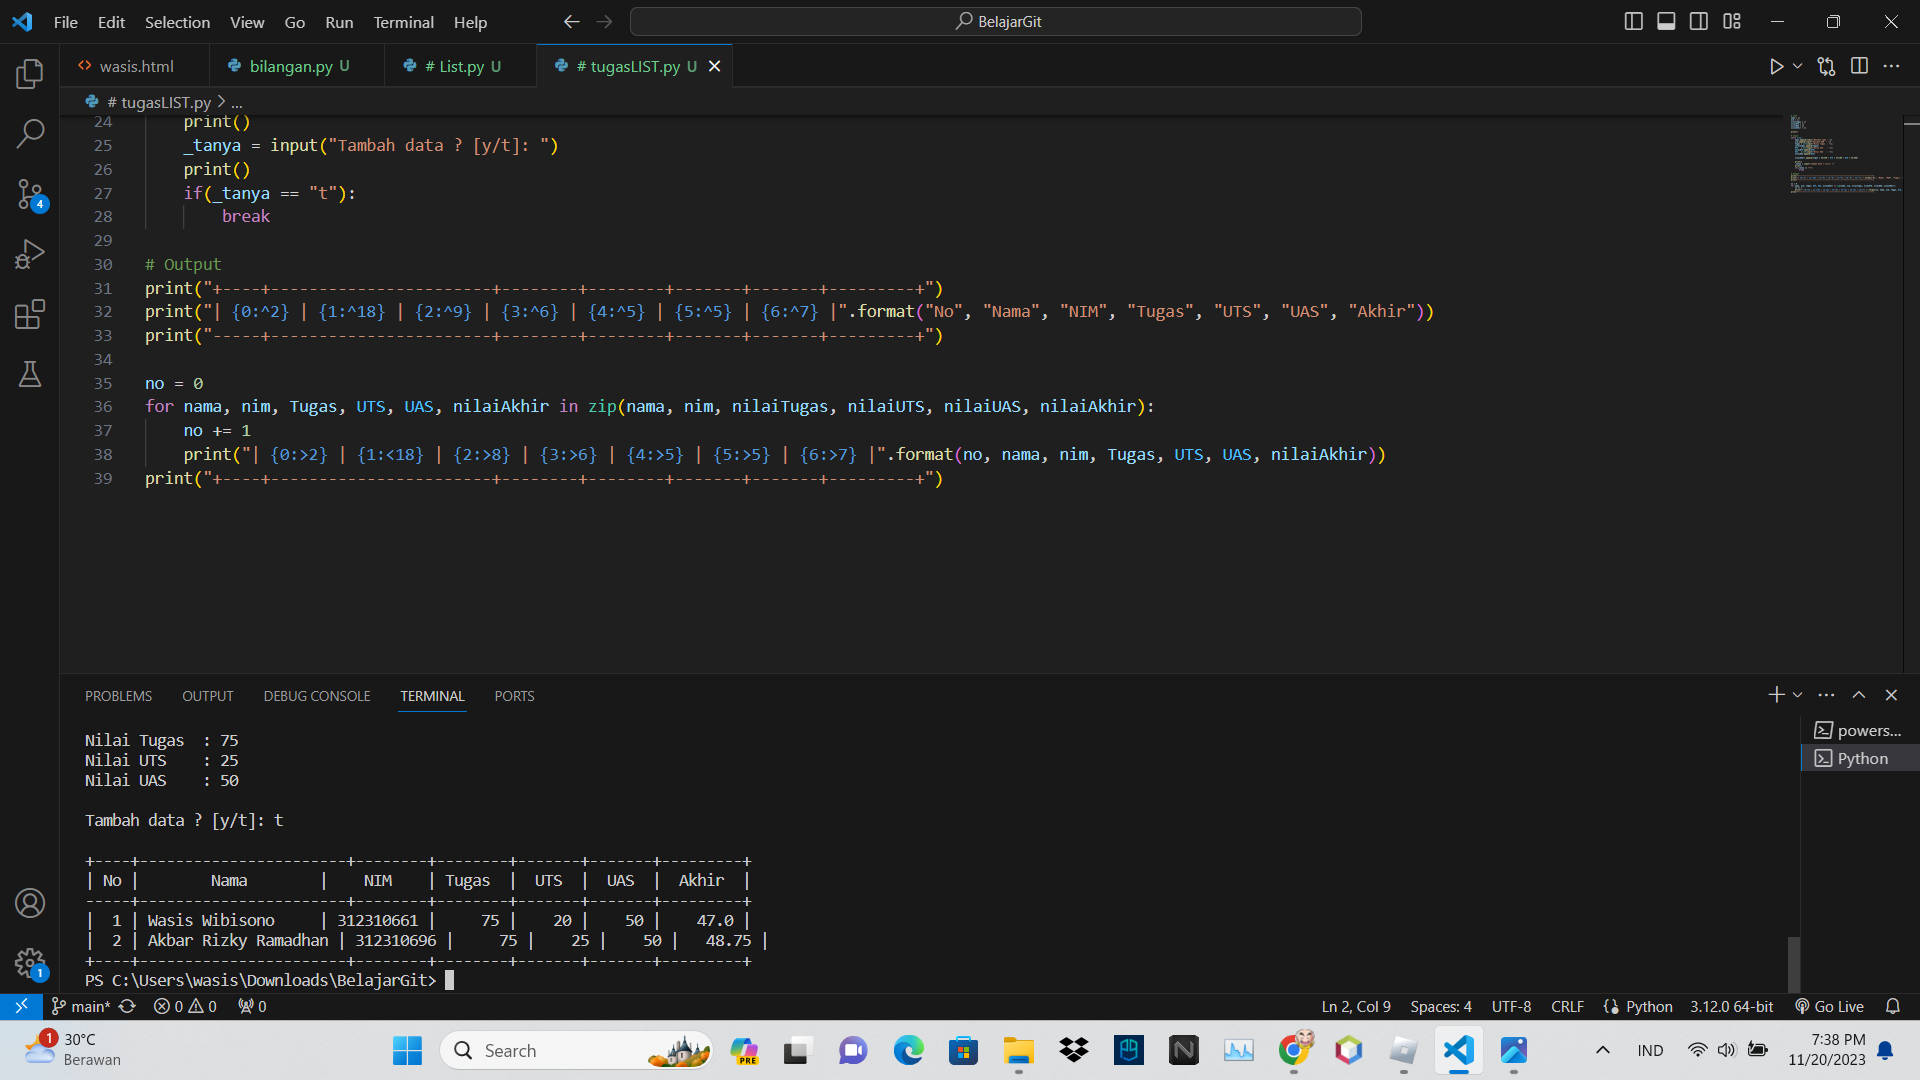 File Edit Selection View Go Run Terminal Help
BelajarGit
wasis.html
bilangan.py U
# List.py U
# tugasLIST.py U
# tugasLIST.py > ...
24 print()
25 _tanya = input("Tambah data ? [y/t]: ")
26 print()
27 if(_tanya == "t"):
28 break
29
30 # Output
31 print("+----+-----------------------+--------+--------+-------+-------+---------+")
32 print("| {0:^2} | {1:^18} | {2:^9} | {3:^6} | {4:^5} | {5:^5} | {6:^7} |".format("No", "Nama", "NIM", "Tugas", "UTS", "UAS", "Akhir"))
33 print("-----+-----------------------+--------+--------+-------+-------+---------+")
34
35 no = 0
36 for nama, nim, Tugas, UTS, UAS, nilaiAkhir in zip(nama, nim, nilaiTugas, nilaiUTS, nilaiUAS, nilaiAkhir):
37 no += 1
38 print("| {0:>2} | {1:<18} | {2:>8} | {3:>6} | {4:>5} | {5:>5} | {6:>7} |".format(no, nama, nim, Tugas, UTS, UAS, nilaiAkhir))
39 print("+----+-----------------------+--------+--------+-------+-------+---------+")
PROBLEMS OUTPUT DEBUG CONSOLE TERMINAL PORTS
powers...
Python
Nilai Tugas : 75
Nilai UTS : 25
Nilai UAS : 50
Tambah data ? [y/t]: t
+----+-----------------------+--------+--------+-------+-------+---------+
| No | Nama | NIM | Tugas | UTS | UAS | Akhir |
-----+-----------------------+--------+--------+-------+-------+---------+
| 1 | Wasis Wibisono | 312310661 | 75 | 20 | 50 | 47.0 |
| 2 | Akbar Rizky Ramadhan | 312310696 | 75 | 25 | 50 | 48.75 |
+----+-----------------------+--------+--------+-------+-------+---------+
PS C:\Users\wasis\Downloads\BelajarGit>
4
1
main* 0 0 0
Ln 2, Col 9 Spaces: 4 UTF-8 CRLF Python 3.12.0 64-bit Go Live
1
30°C
Berawan
Search
PRE
IND
7:38 PM
11/20/2023